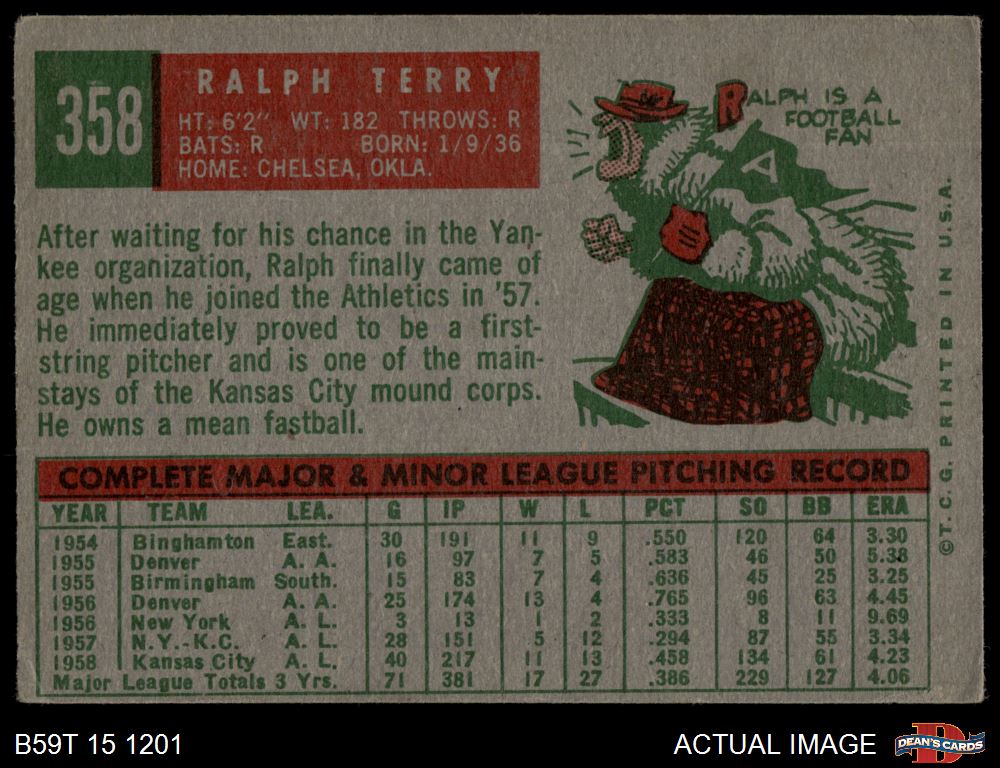 358
RALPH TERRY
HT: 6'2" WT: 182 THROWS: R
BATS: R BORN: 1/9/36
HOME: CHELSEA, OKLA.
After waiting for his chance in the Yan-
kee organization, Ralph finally came of
age when he joined the Athletics in '57.
He immediately proved to be a first-
string pitcher and is one of the main-
stays of the Kansas City mound corps.
He owns a mean fastball.
RALPH IS A
FOOTBALL
FAN
A
COMPLETE MAJOR & MINOR LEAGUE PITCHING RECORD
YEAR TEAM LEA. G IP W L PCT SO BB ERA
1954 Binghamton East. 30 191 11 9 .550 120 64 3.30
1955 Denver A. A. 16 97 7 5 .583 46 50 5.38
1955 Birmingham South. 15 83 7 4 .636 45 25 3.25
1956 Denver A. A. 25 174 13 4 .765 96 63 4.45
1956 New York A. L. 3 13 1 2 .333 8 11 9.69
1957 N.Y.-K.C. A. L. 28 151 5 12 .294 87 55 3.34
1958 Kansas City A. L. 40 217 11 13 .458 134 61 4.23
Major League Totals 3 Yrs. 71 381 17 27 .386 229 127 4.06
©T. C. G. PRINTED IN U.S.A.
B59T 15 1201
ACTUAL IMAGE
D
DEAN'S CARDS